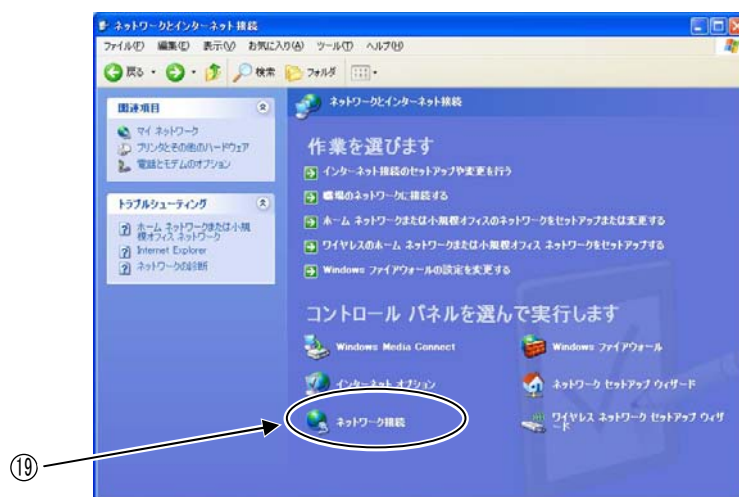 ネットワークとインターネット接続
ファイル(F) 編集(E) 表示(V) お気に入り(A) ツール(T) ヘルプ(H)
戻る 検索 フォルダ
関連項目
マイ ネットワーク
プリンタとその他のハードウェア
電話とモデムのオプション
トラブルシューティング
ホーム ネットワークまたは小規
模オフィス ネットワーク
Internet Explorer
ネットワークの診断
ネットワークとインターネット接続
作業を選びます
インターネット接続のセットアップや変更を行う
職場のネットワークに接続する
ホーム ネットワークまたは小規模オフィスのネットワークをセットアップまたは変更する
ワイヤレスのホーム ネットワークまたは小規模オフィス ネットワークをセットアップする
Windows ファイアウォールの設定を変更する
コントロール パネルを選んで実行します
Windows Media Connect
Windows ファイアウォール
インターネット オプション
ネットワーク セットアップ ウィザード
ネットワーク接続
ワイヤレス ネットワーク セットアップ ウィザ
ード
⑲